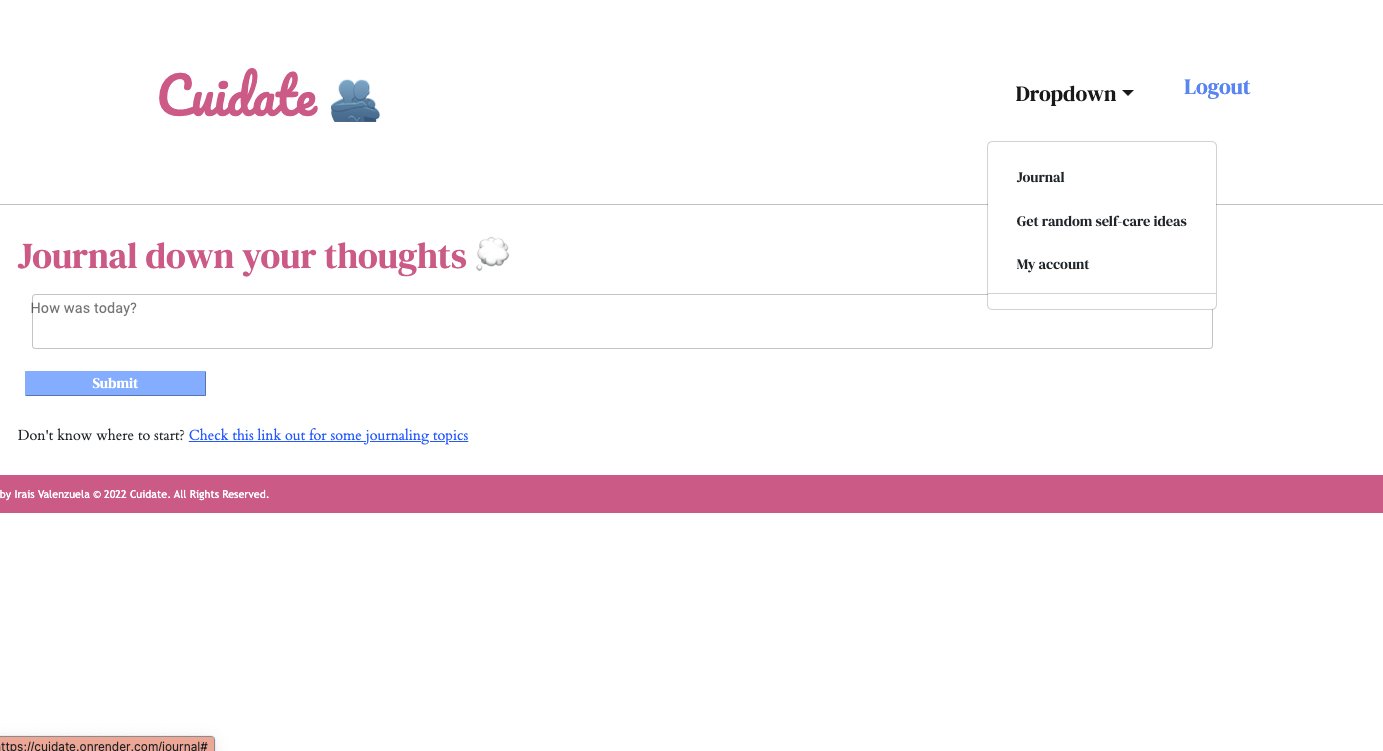 Cuidate
Dropdown
Logout
Journal
Get random self-care ideas
My account
Journal down your thoughts
How was today?
Submit
Don't know where to start? Check this link out for some journaling topics
by Irais Valenzuela © 2022 Cuidate. All Rights Reserved.
ttps://cuidate.onrender.com/journal#